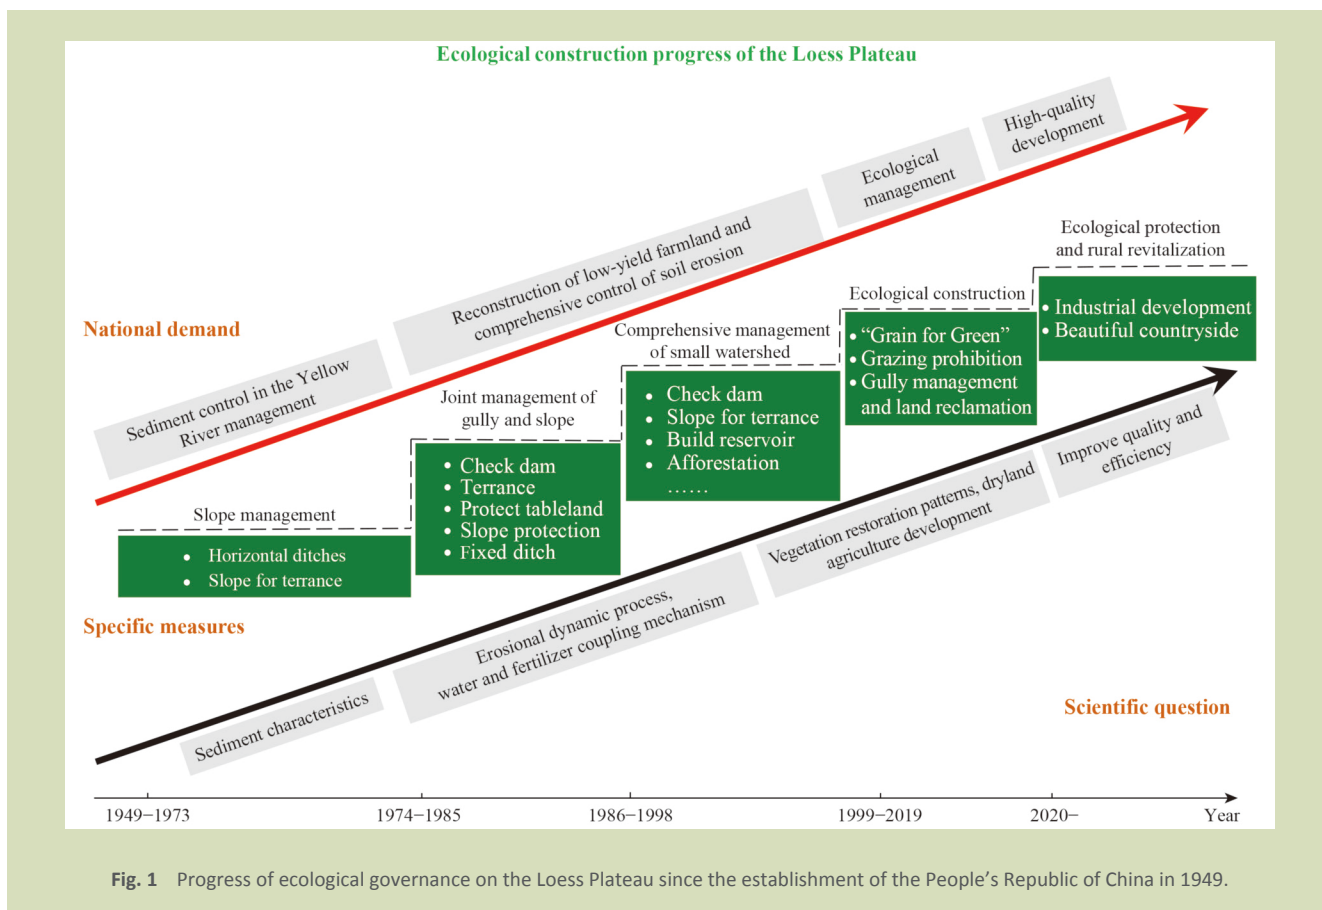 Ecological construction progress of the Loess Plateau
High-quality
development
Ecological
management
Reconstruction of low-yield farmland and
comprehensive control of soil erosion
Sediment control in the Yellow
River management
National demand
Ecological protection
and rural revitalization
• Industrial development
• Beautiful countryside
Ecological construction
• “Grain for Green”
• Grazing prohibition
• Gully management
and land reclamation
Comprehensive management
of small watershed
• Check dam
• Slope for terrance
• Build reservoir
• Afforestation
……
Joint management of
gully and slope
• Check dam
• Terrance
• Protect tableland
• Slope protection
• Fixed ditch
Slope management
• Horizontal ditches
• Slope for terrance
Specific measures
Improve quality and
efficiency
Vegetation restoration patterns, dryland
agriculture development
Erosional dynamic process,
water and fertilizer coupling mechanism
Sediment characteristics
Scientific question
1949−1973 1974−1985 1986−1998 1999−2019 2020− Year
Fig. 1 Progress of ecological governance on the Loess Plateau since the establishment of the People’s Republic of China in 1949.